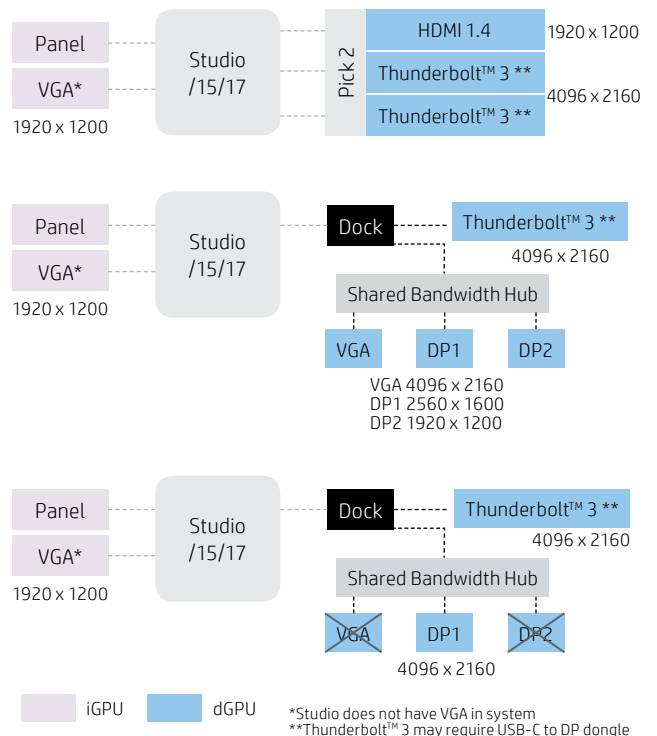 Panel
VGA*
1920 x 1200
Studio
/15/17
Pick 2
HDMI 1.4
Thunderbolt™ 3 **
Thunderbolt™ 3 **
1920 x 1200
4096 x 2160
Panel
VGA*
1920 x 1200
Studio
/15/17
Dock
Thunderbolt™ 3 **
4096 x 2160
Shared Bandwidth Hub
VGA
DP1
DP2
VGA 4096 x 2160
DP1 2560 x 1600
DP2 1920 x 1200
Panel
VGA*
1920 x 1200
Studio
/15/17
Dock
Thunderbolt™ 3 **
4096 x 2160
Shared Bandwidth Hub
VGA
DP1
DP2
4096 x 2160
iGPU
dGPU
*Studio does not have VGA in system
**Thunderbolt™ 3 may require USB-C to DP dongle